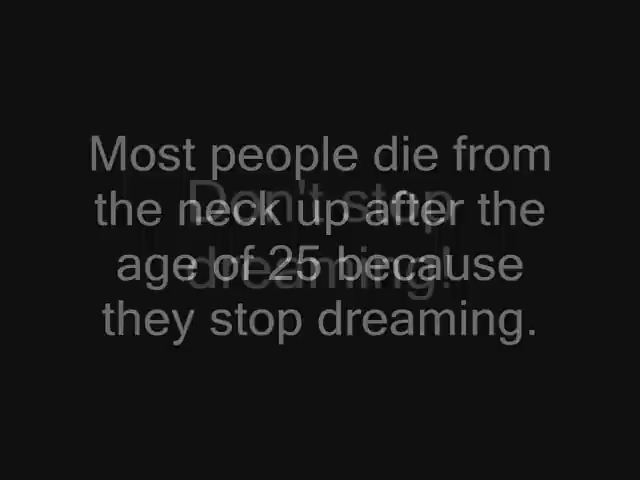 Most people die from
the neck up after the
age of 25 because
they stop dreaming.
Don't stop
dreaming!